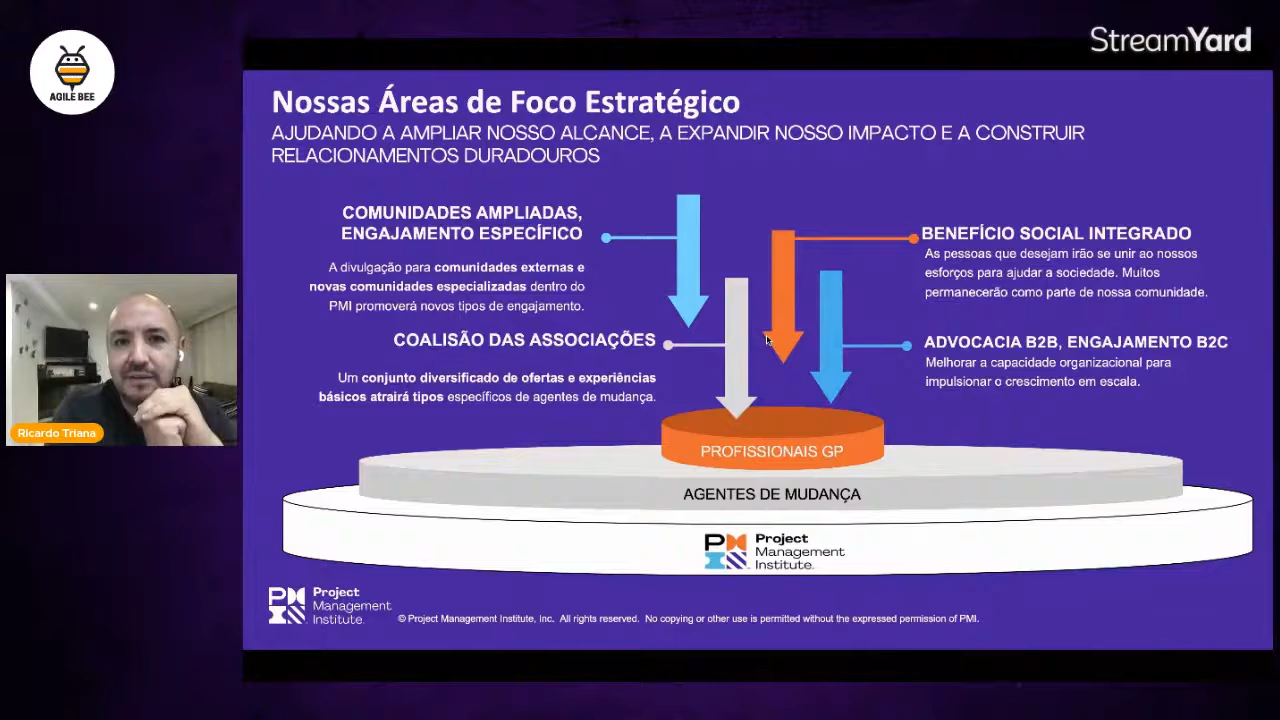 AGILE BEE
StreamYard
Nossas Áreas de Foco Estratégico
AJUDANDO A AMPLIAR NOSSO ALCANCE, A EXPANDIR NOSSO IMPACTO E A CONSTRUIR
RELACIONAMENTOS DURADOUROS
COMUNIDADES AMPLIADAS,
ENGAJAMENTO ESPECÍFICO
A divulgação para comunidades externas e
novas comunidades especializadas dentro do
PMI promoverá novos tipos de engajamento.
COALISÃO DAS ASSOCIAÇÕES
Um conjunto diversificado de ofertas e experiências
básicos atrairá tipos específicos de agentes de mudança.
BENEFÍCIO SOCIAL INTEGRADO
As pessoas que desejam irão se unir ao nossos
esforços para ajudar a sociedade. Muitos
permanecerão como parte de nossa comunidade.
ADVOCACIA B2B, ENGAJAMENTO B2C
Melhorar a capacidade organizacional para
impulsionar o crescimento em escala.
PROFISSIONAIS GP
AGENTES DE MUDANÇA
Project
Management
Institute.
Project
Management
Institute.
© Project Management Institute, Inc. All rights reserved. No copying or other use is permitted without the expressed permission of PMI.
Ricardo Triana